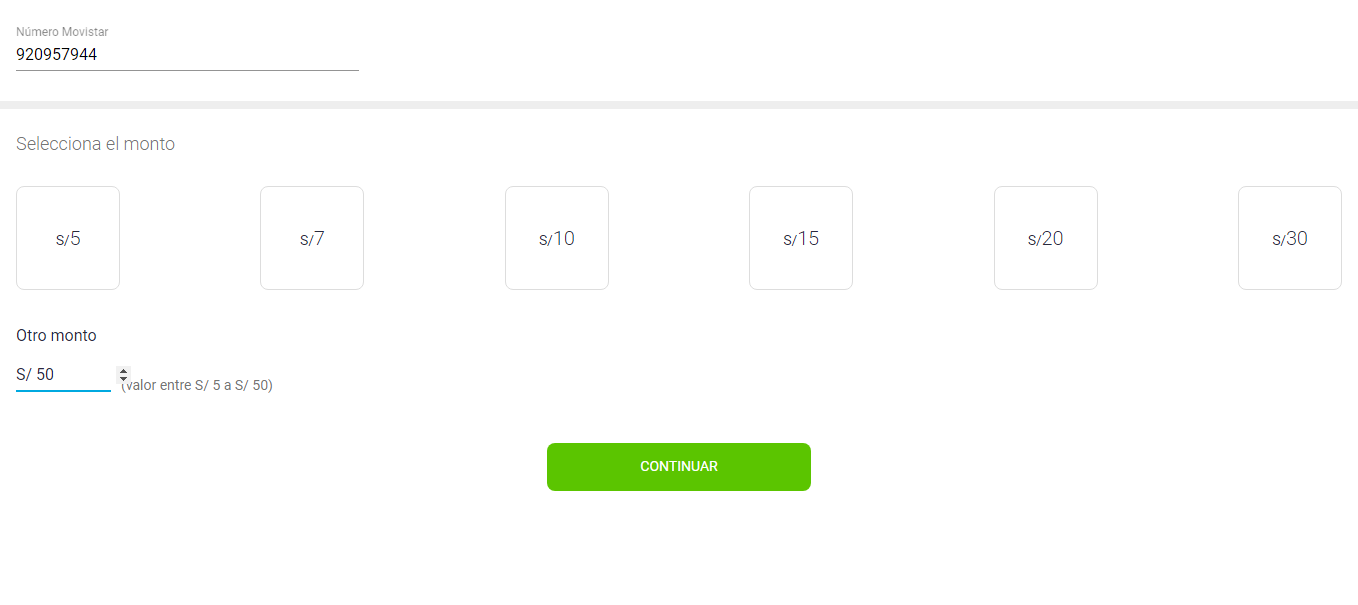 Número Movistar
920957944
Selecciona el monto
s/5 s/7 s/10 s/15 s/20 s/30
Otro monto
S/ 50
(valor entre S/ 5 a S/ 50)
CONTINUAR